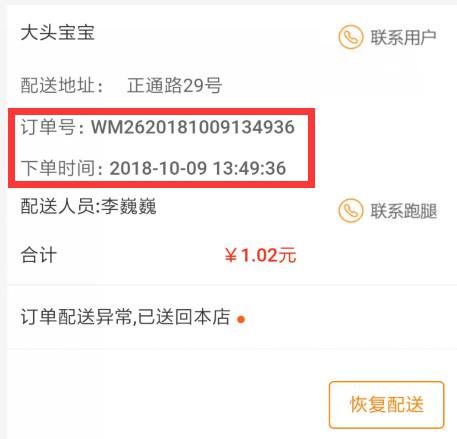 大头宝宝
联系用户
配送地址： 正通路29号
订单号: WM2620181009134936
下单时间: 2018-10-09 13:49:36
配送人员:李巍巍
联系跑腿
合计
￥1.02元
订单配送异常,已送回本店
恢复配送